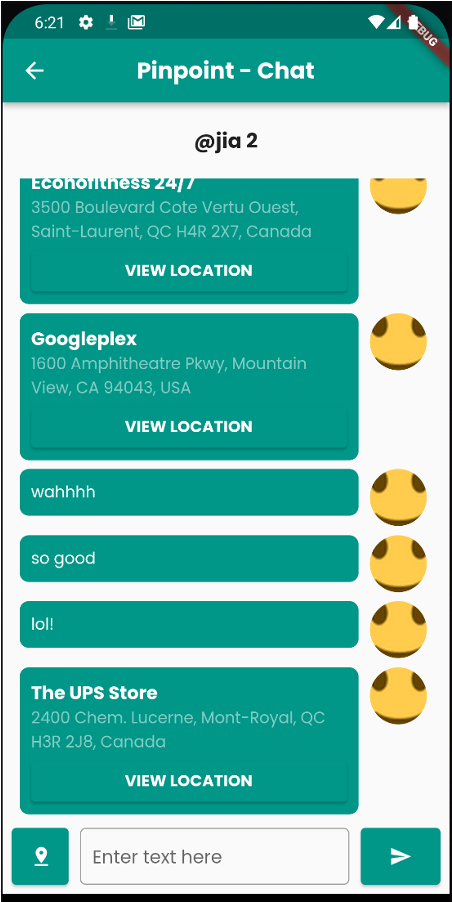 6:21
Pinpoint - Chat
@jia 2
Econofitness 24/7
3500 Boulevard Cote Vertu Ouest,
Saint-Laurent, QC H4R 2X7, Canada
VIEW LOCATION
Googleplex
1600 Amphitheatre Pkwy, Mountain
View, CA 94043, USA
VIEW LOCATION
wahhhh
so good
lol!
The UPS Store
2400 Chem. Lucerne, Mont-Royal, QC
H3R 2J8, Canada
VIEW LOCATION
Enter text here